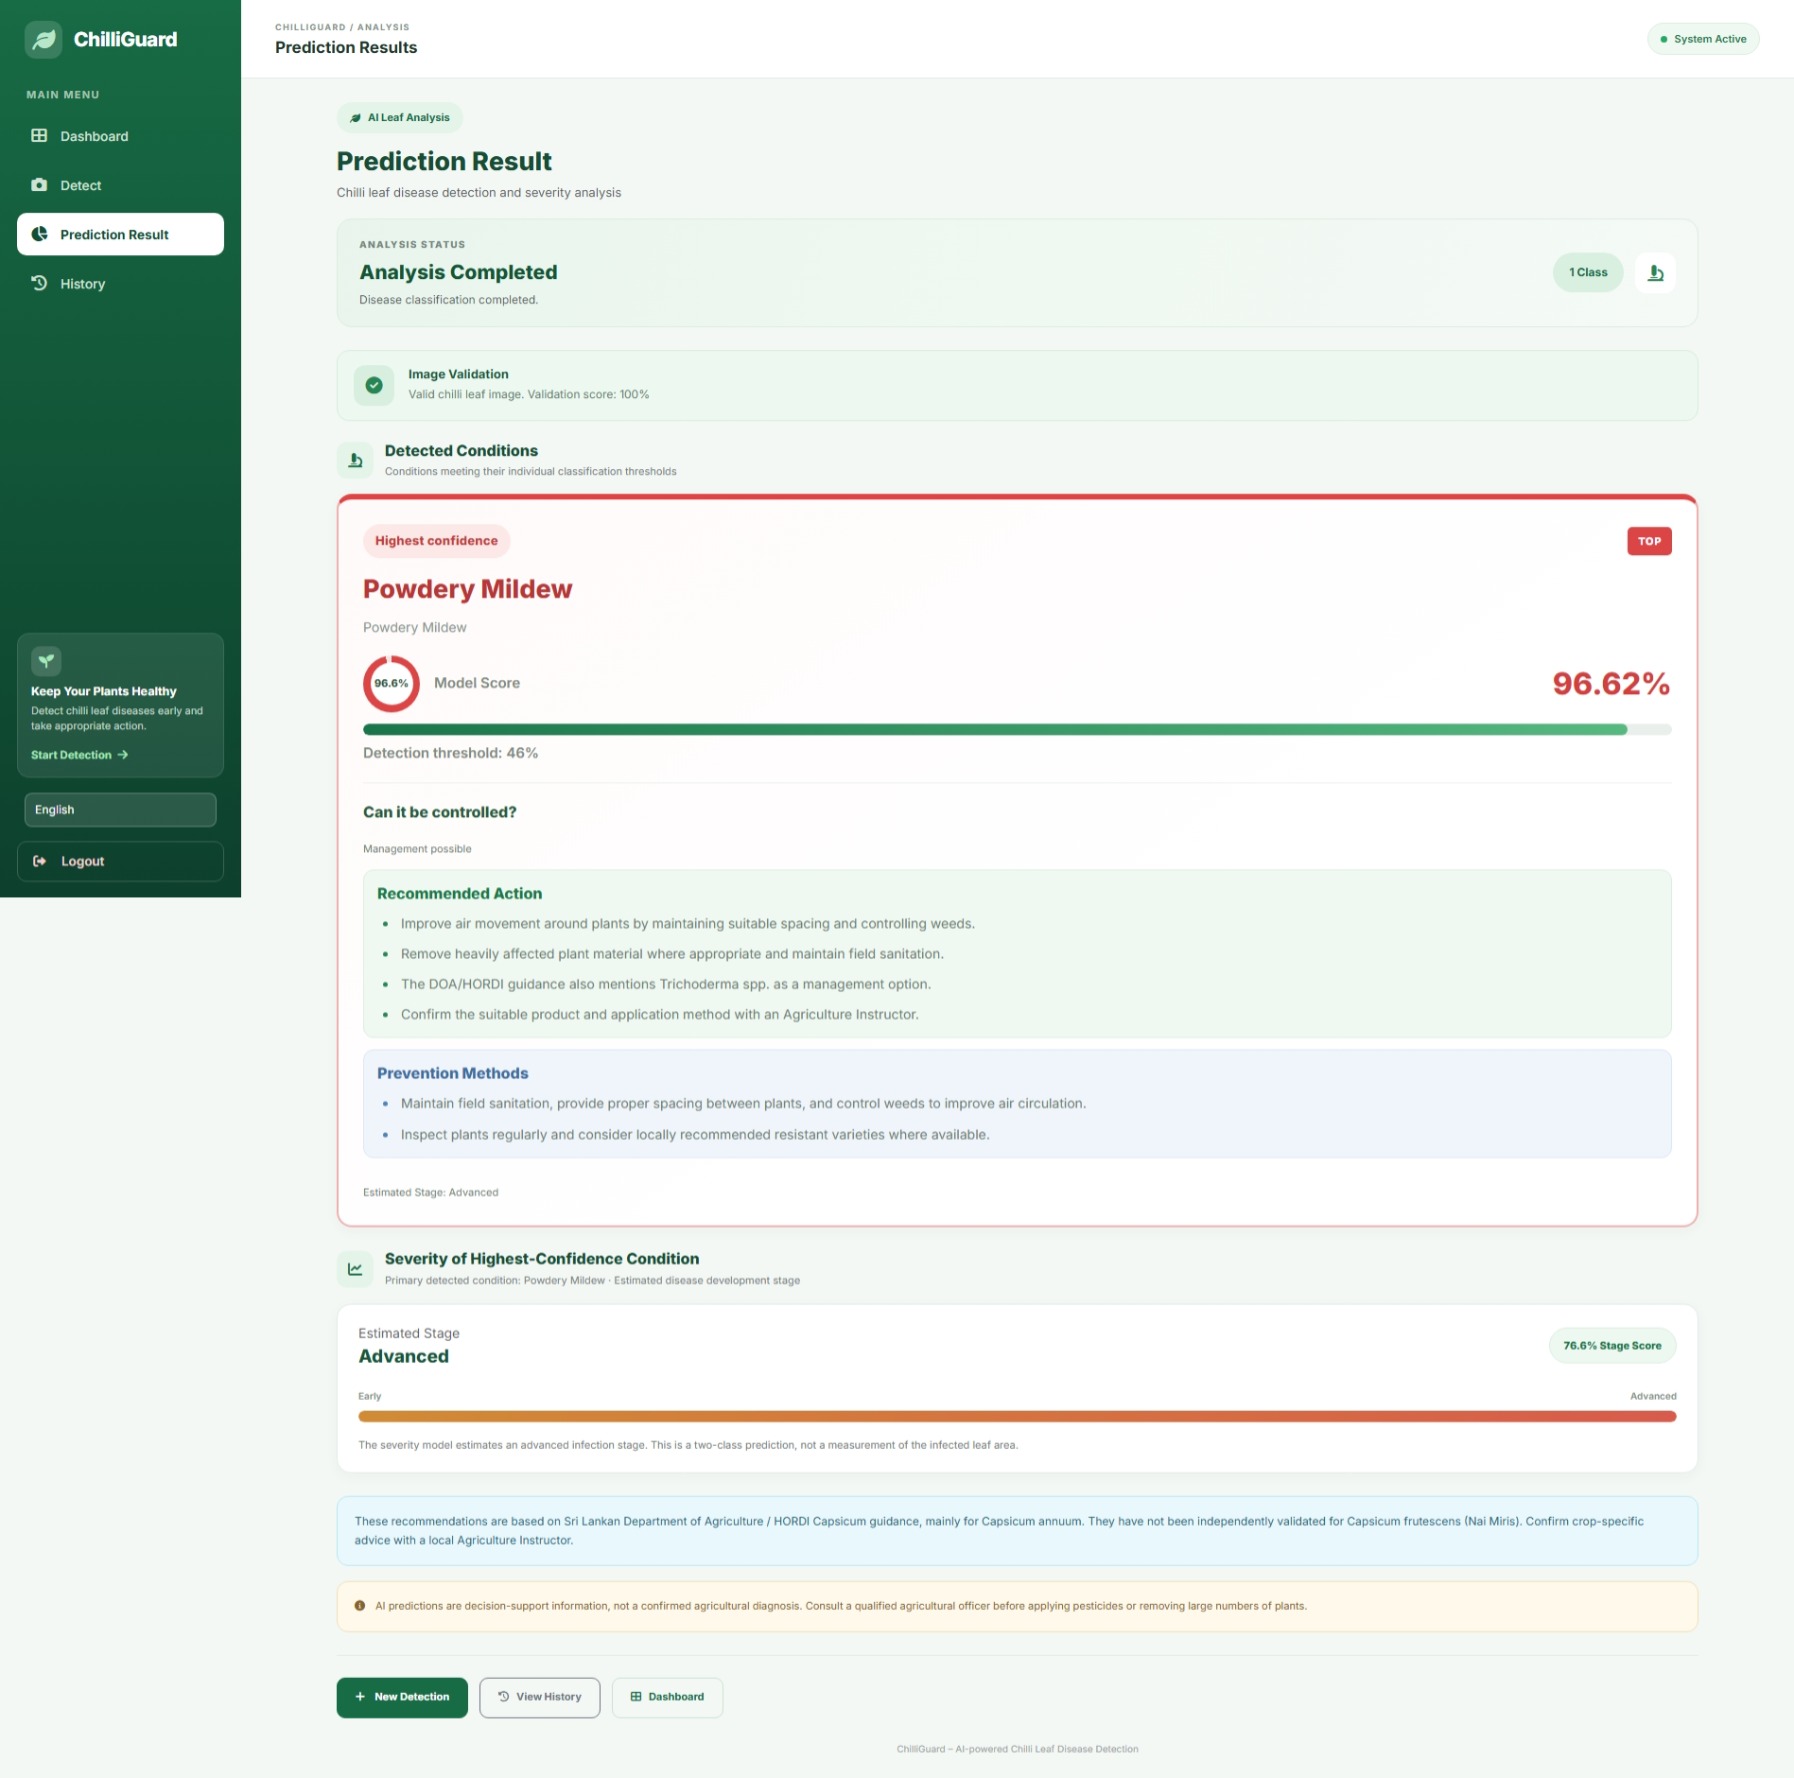 ChilliGuard
MAIN MENU
Dashboard
Detect
Prediction Result
History
Keep Your Plants Healthy
Detect chilli leaf diseases early and
take appropriate action.
Start Detection →
English
Logout
CHILLIGUARD / ANALYSIS
Prediction Results
System Active
AI Leaf Analysis
Prediction Result
Chilli leaf disease detection and severity analysis
ANALYSIS STATUS
Analysis Completed
Disease classification completed.
1 Class
Image Validation
Valid chilli leaf image. Validation score: 100%
Detected Conditions
Conditions meeting their individual classification thresholds
Highest confidence
TOP
Powdery Mildew
Powdery Mildew
96.6%
Model Score
96.62%
Detection threshold: 46%
Can it be controlled?
Management possible
Recommended Action
• Improve air movement around plants by maintaining suitable spacing and controlling weeds.
• Remove heavily affected plant material where appropriate and maintain field sanitation.
• The DOA/HORDI guidance also mentions Trichoderma spp. as a management option.
• Confirm the suitable product and application method with an Agriculture Instructor.
Prevention Methods
• Maintain field sanitation, provide proper spacing between plants, and control weeds to improve air circulation.
• Inspect plants regularly and consider locally recommended resistant varieties where available.
Estimated Stage: Advanced
Severity of Highest-Confidence Condition
Primary detected condition: Powdery Mildew · Estimated disease development stage
Estimated Stage
Advanced
76.6% Stage Score
Early
Advanced
The severity model estimates an advanced infection stage. This is a two-class prediction, not a measurement of the infected leaf area.
These recommendations are based on Sri Lankan Department of Agriculture / HORDI Capsicum guidance, mainly for Capsicum annuum. They have not been independently validated for Capsicum frutescens (Nai Miris). Confirm crop-specific
advice with a local Agriculture Instructor.
AI predictions are decision-support information, not a confirmed agricultural diagnosis. Consult a qualified agricultural officer before applying pesticides or removing large numbers of plants.
+ New Detection
View History
Dashboard
ChilliGuard – AI-powered Chilli Leaf Disease Detection